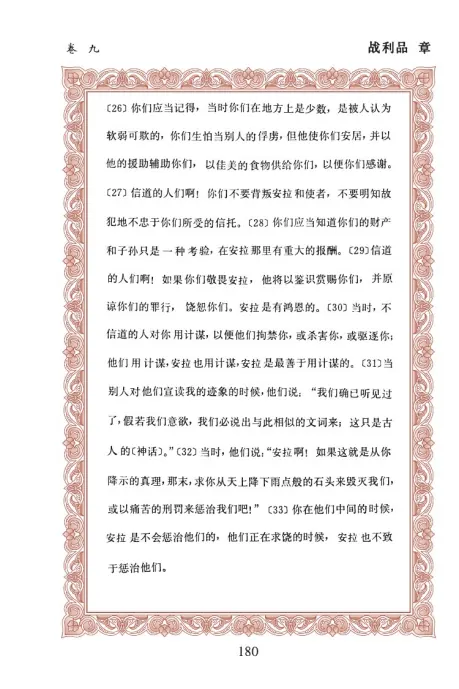 卷 九
战利品 章
〔26〕你们应当记得，当时你们在地方上是少数，是被人认为
软弱可欺的，你们生怕当别人的俘虏，但他使你们安居，并以
他的援助辅助你们，以佳美的食物供给你们，以便你们感谢。
〔27〕信道的人们啊！你们不要背叛安拉和使者，不要明知故
犯地不忠于你们所受的信托。〔28〕你们应当知道你们的财产
和子孙只是一种考验，在安拉那里有重大的报酬。〔29〕信道
的人们啊！如果你们敬畏安拉，他将以鉴识赏赐你们，并原
谅你们的罪行，饶恕你们。安拉是有鸿恩的。〔30〕当时，不
信道的人对你用计谋，以便他们拘禁你，或杀害你，或驱逐你；
他们用计谋，安拉也用计谋，安拉是最善于用计谋的。〔31〕当
别人对他们宣读我的迹象的时候，他们说：“我们确已听见过
了，假若我们意欲，我们必说出与此相似的文词来；这只是古
人的〔神话〕。”〔32〕当时，他们说：“安拉啊！如果这就是从你
降示的真理，那末，求你从天上降下雨点般的石头来毁灭我们，
或以痛苦的刑罚来惩治我们吧！”〔33〕你在他们中间的时候，
安拉是不会惩治他们的，他们正在求饶的时候，安拉也不致
于惩治他们。
180